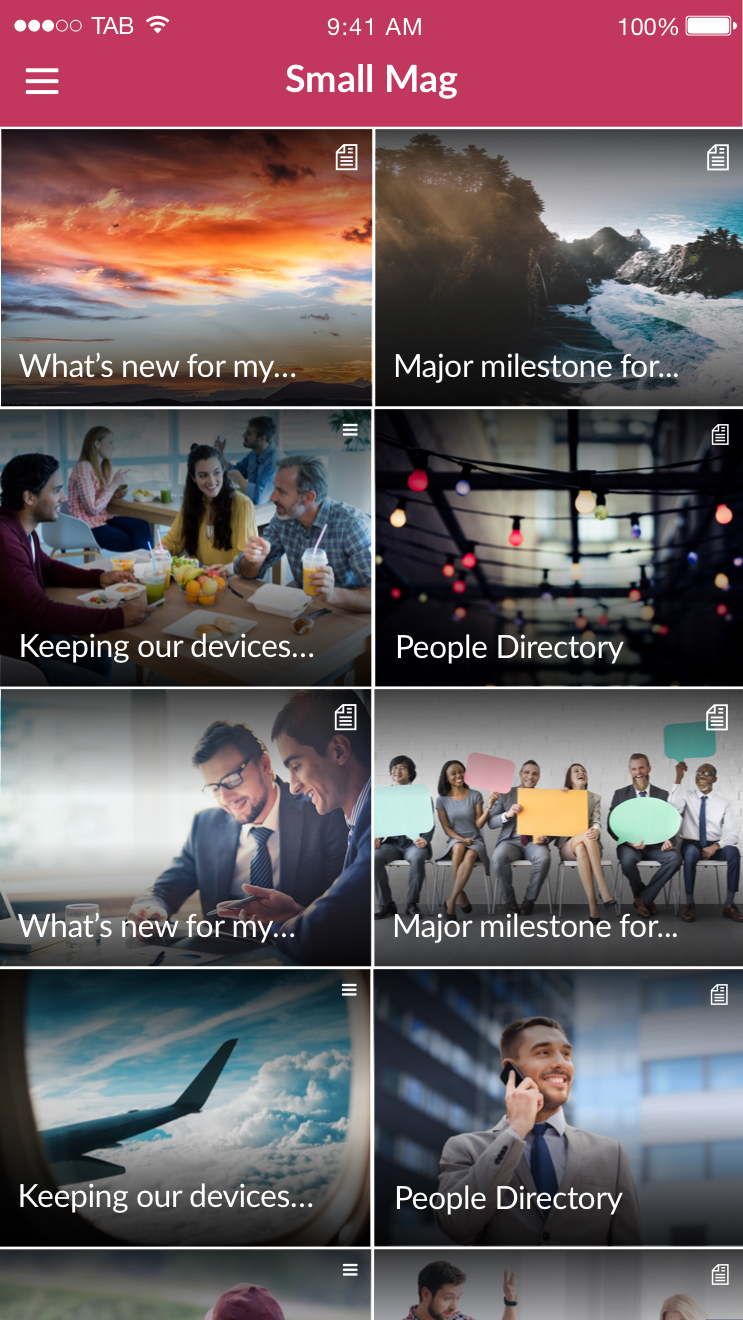 TAB 9:41 AM 100%
Small Mag
What’s new for my...
Major milestone for...
Keeping our devices...
People Directory
What’s new for my...
Major milestone for...
Keeping our devices...
People Directory